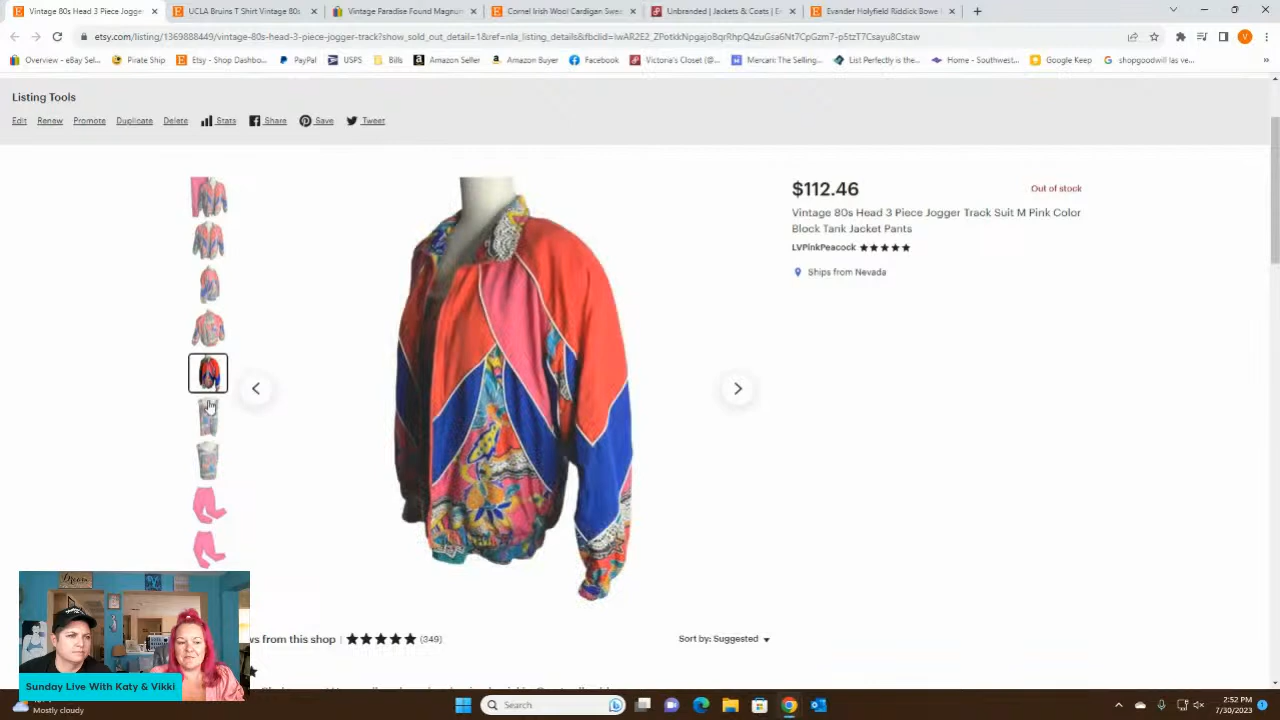 Vintage 80s Head 3 Piece Jogge
UCLA Bruins T Shirt Vintage 80s
Vintage Paradise Found Magnum
Comel Irish Wool Cardigan Swea
Unbranded | Jackets & Coats | E
Evander Holyfield Riddick Bowe
etsy.com/listing/1369888449/vintage-80s-head-3-piece-jogger-track?show_sold_out_detail=1&ref=nla_listing_details&fbclid=
Overview - eBay Sel...
Pirate Ship
Etsy - Shop Dashbo...
PayPal
USPS
Bills
Amazon Seller
Amazon Buyer
Facebook
Victoria's Closet (@...
Mercari: The Selling...
List Perfectly is the...
Home - Southwest...
Google Keep
shopgoodwill las ve...
Listing Tools
Edit Renew Promote Duplicate Delete Stats Share Save Tweet
$112.46
Out of stock
Vintage 80s Head 3 Piece Jogger Track Suit M Pink Color
Block Tank Jacket Pants
LVPinkPeacock
Ships from Nevada
ws from this shop (349)
Sort by: Suggested
Sunday Live With Katy & Vikki
Mostly cloudy
Search
2:52 PM
7/30/2023